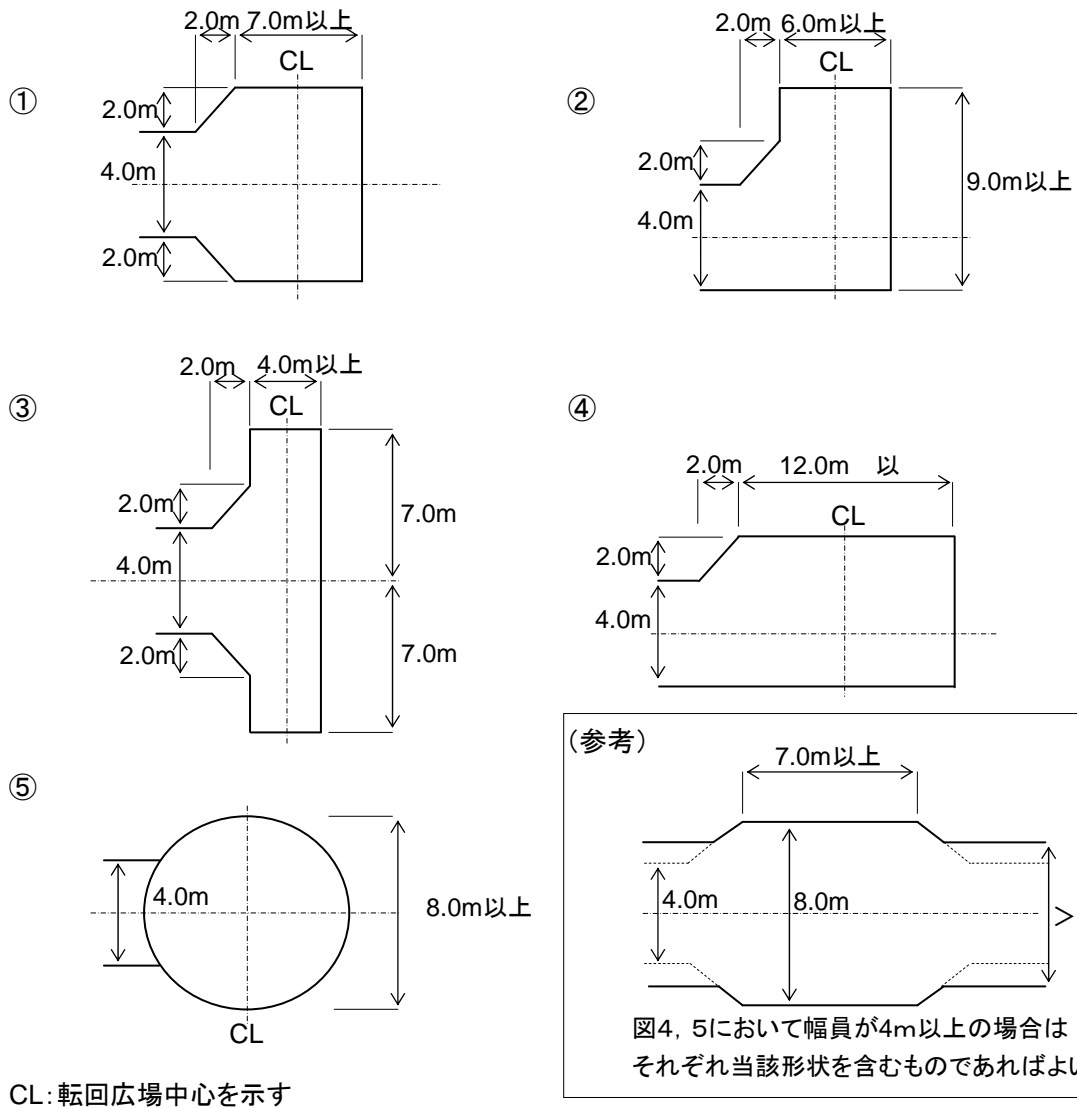 ①
2.0m 7.0m以上
CL
2.0m
4.0m
2.0m
②
2.0m 6.0m以上
CL
2.0m
4.0m
9.0m以上
③
2.0m 4.0m以上
CL
2.0m
4.0m
2.0m
7.0m
7.0m
④
2.0m 12.0m 以
CL
2.0m
4.0m
⑤
4.0m
8.0m以上
CL
(参考)
7.0m以上
4.0m
8.0m
>
図4, 5において幅員が4m以上の場合は
それぞれ当該形状を含むものであればよい
CL:転回広場中心を示す